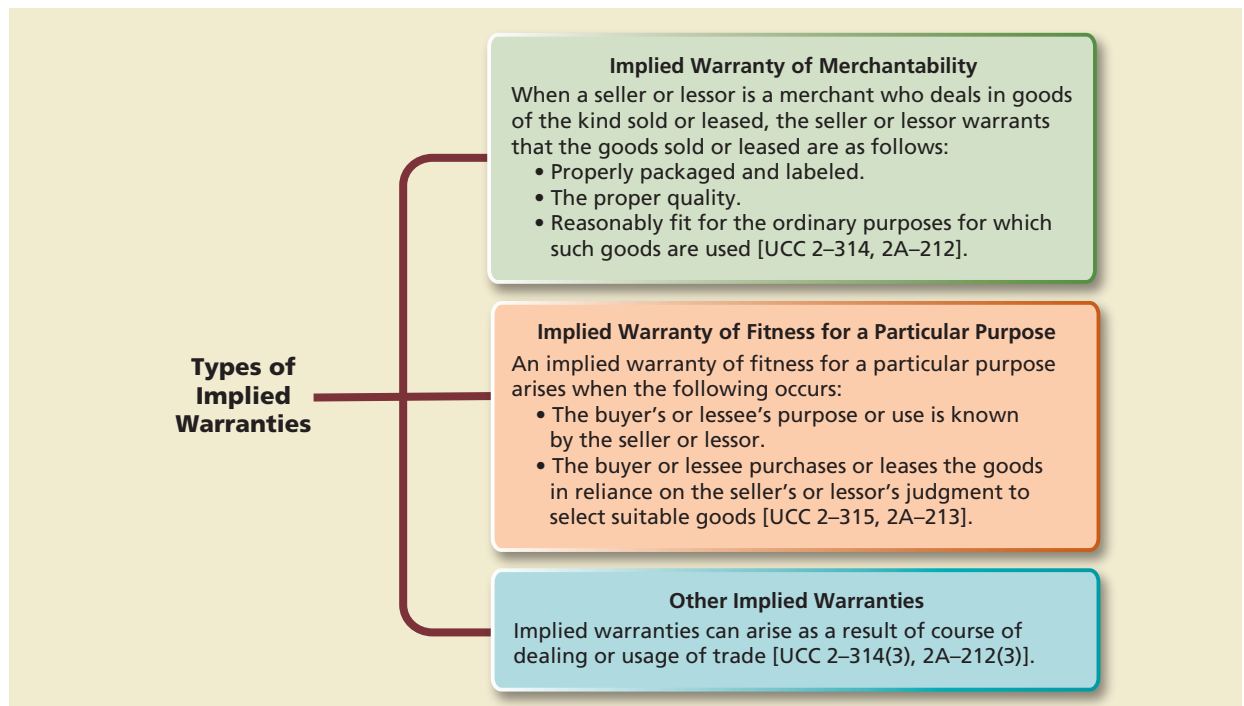 Types of
Implied
Warranties
Implied Warranty of Merchantability
When a seller or lessor is a merchant who deals in goods
of the kind sold or leased, the seller or lessor warrants
that the goods sold or leased are as follows:
• Properly packaged and labeled.
• The proper quality.
• Reasonably fit for the ordinary purposes for which
such goods are used [UCC 2–314, 2A–212].
Implied Warranty of Fitness for a Particular Purpose
An implied warranty of fitness for a particular purpose
arises when the following occurs:
• The buyer’s or lessee’s purpose or use is known
by the seller or lessor.
• The buyer or lessee purchases or leases the goods
in reliance on the seller’s or lessor’s judgment to
select suitable goods [UCC 2–315, 2A–213].
Other Implied Warranties
Implied warranties can arise as a result of course of
dealing or usage of trade [UCC 2–314(3), 2A–212(3)].